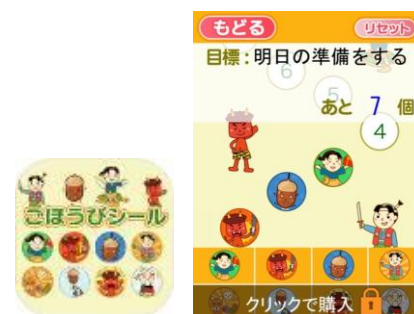 ごほうびシール
もどる
リセット
目標:明日の準備をする
6
5
あと 7 個
4
クリックで購入